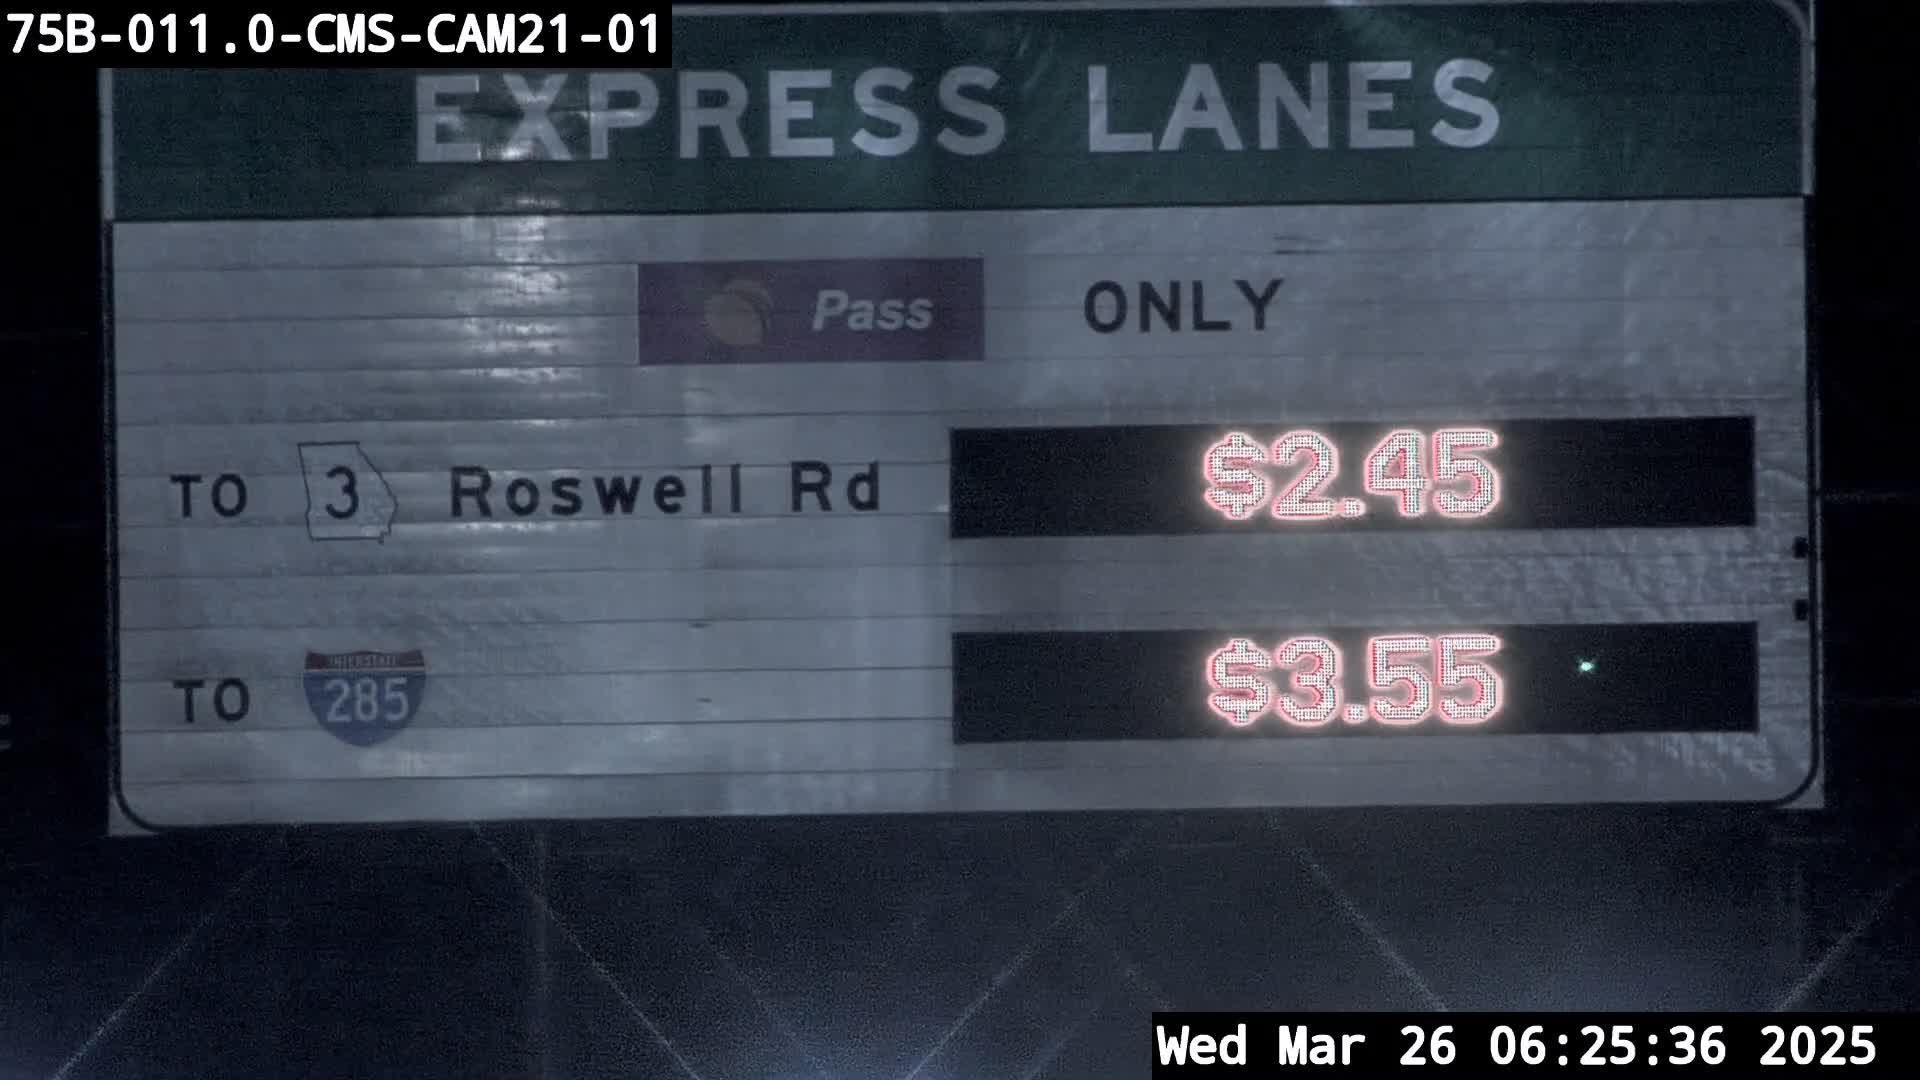 75B-011.0-CMS-CAM21-01
EXPRESS LANES
Pass ONLY
TO 3 Roswell Rd $2.45
TO INTERSTATE 285 $3.55
Wed Mar 26 06:25:36 2025